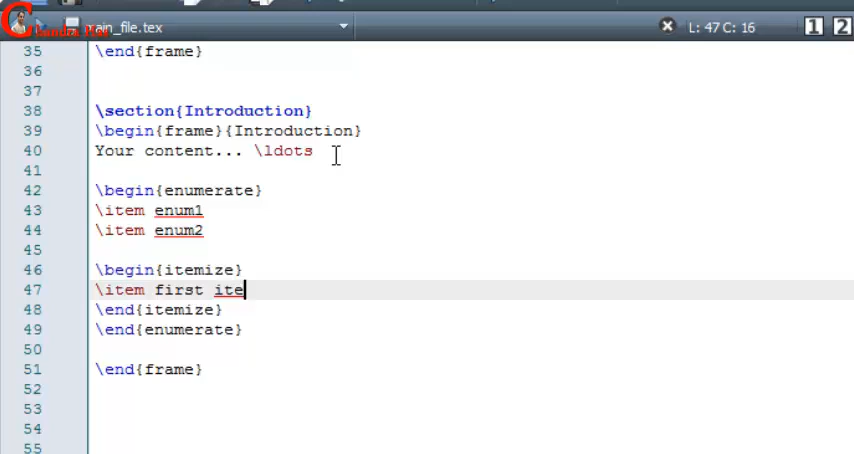 main_file.tex
L: 47 C: 16
1
2
35 \end{frame}
36
37
38 \section{Introduction}
39 \begin{frame}{Introduction}
40 Your content... \ldots
41
42 \begin{enumerate}
43 \item enum1
44 \item enum2
45
46 \begin{itemize}
47 \item first ite
48 \end{itemize}
49 \end{enumerate}
50
51 \end{frame}
52
53
54
55